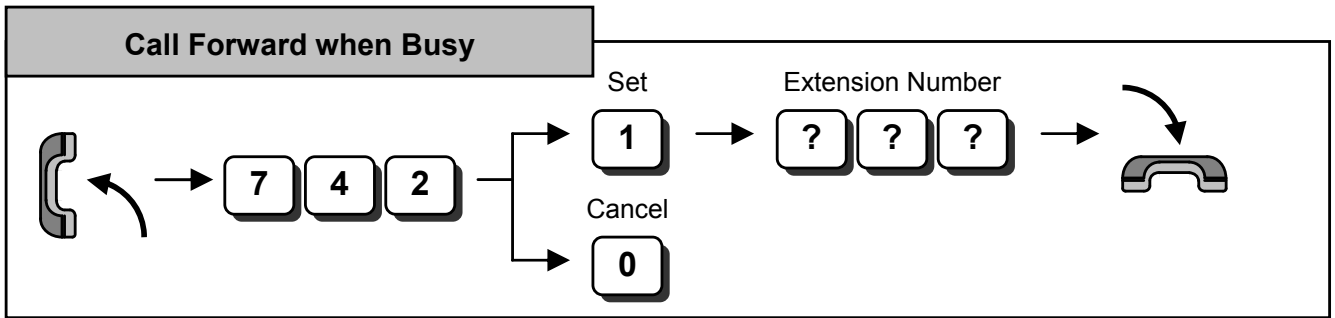 Call Forward when Busy
Set
Extension Number
7 4 2
1
? ? ?
Cancel
0